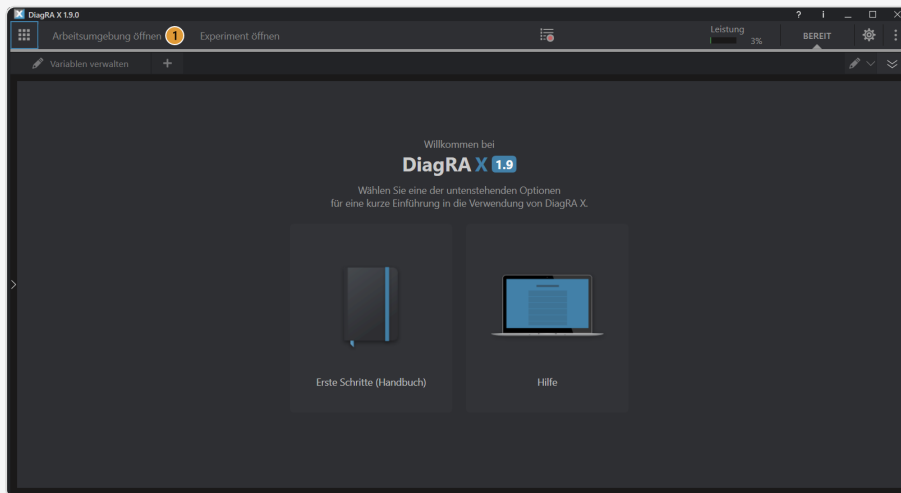 DiagRA X 1.9.0
? i
Arbeitsumgebung öffnen 1 Experiment öffnen Leistung 3% BEREIT
Variablen verwalten +
Willkommen bei
DiagRA X 1.9
Wählen Sie eine der untenstehenden Optionen
für eine kurze Einführung in die Verwendung von DiagRA X.
Erste Schritte (Handbuch) Hilfe